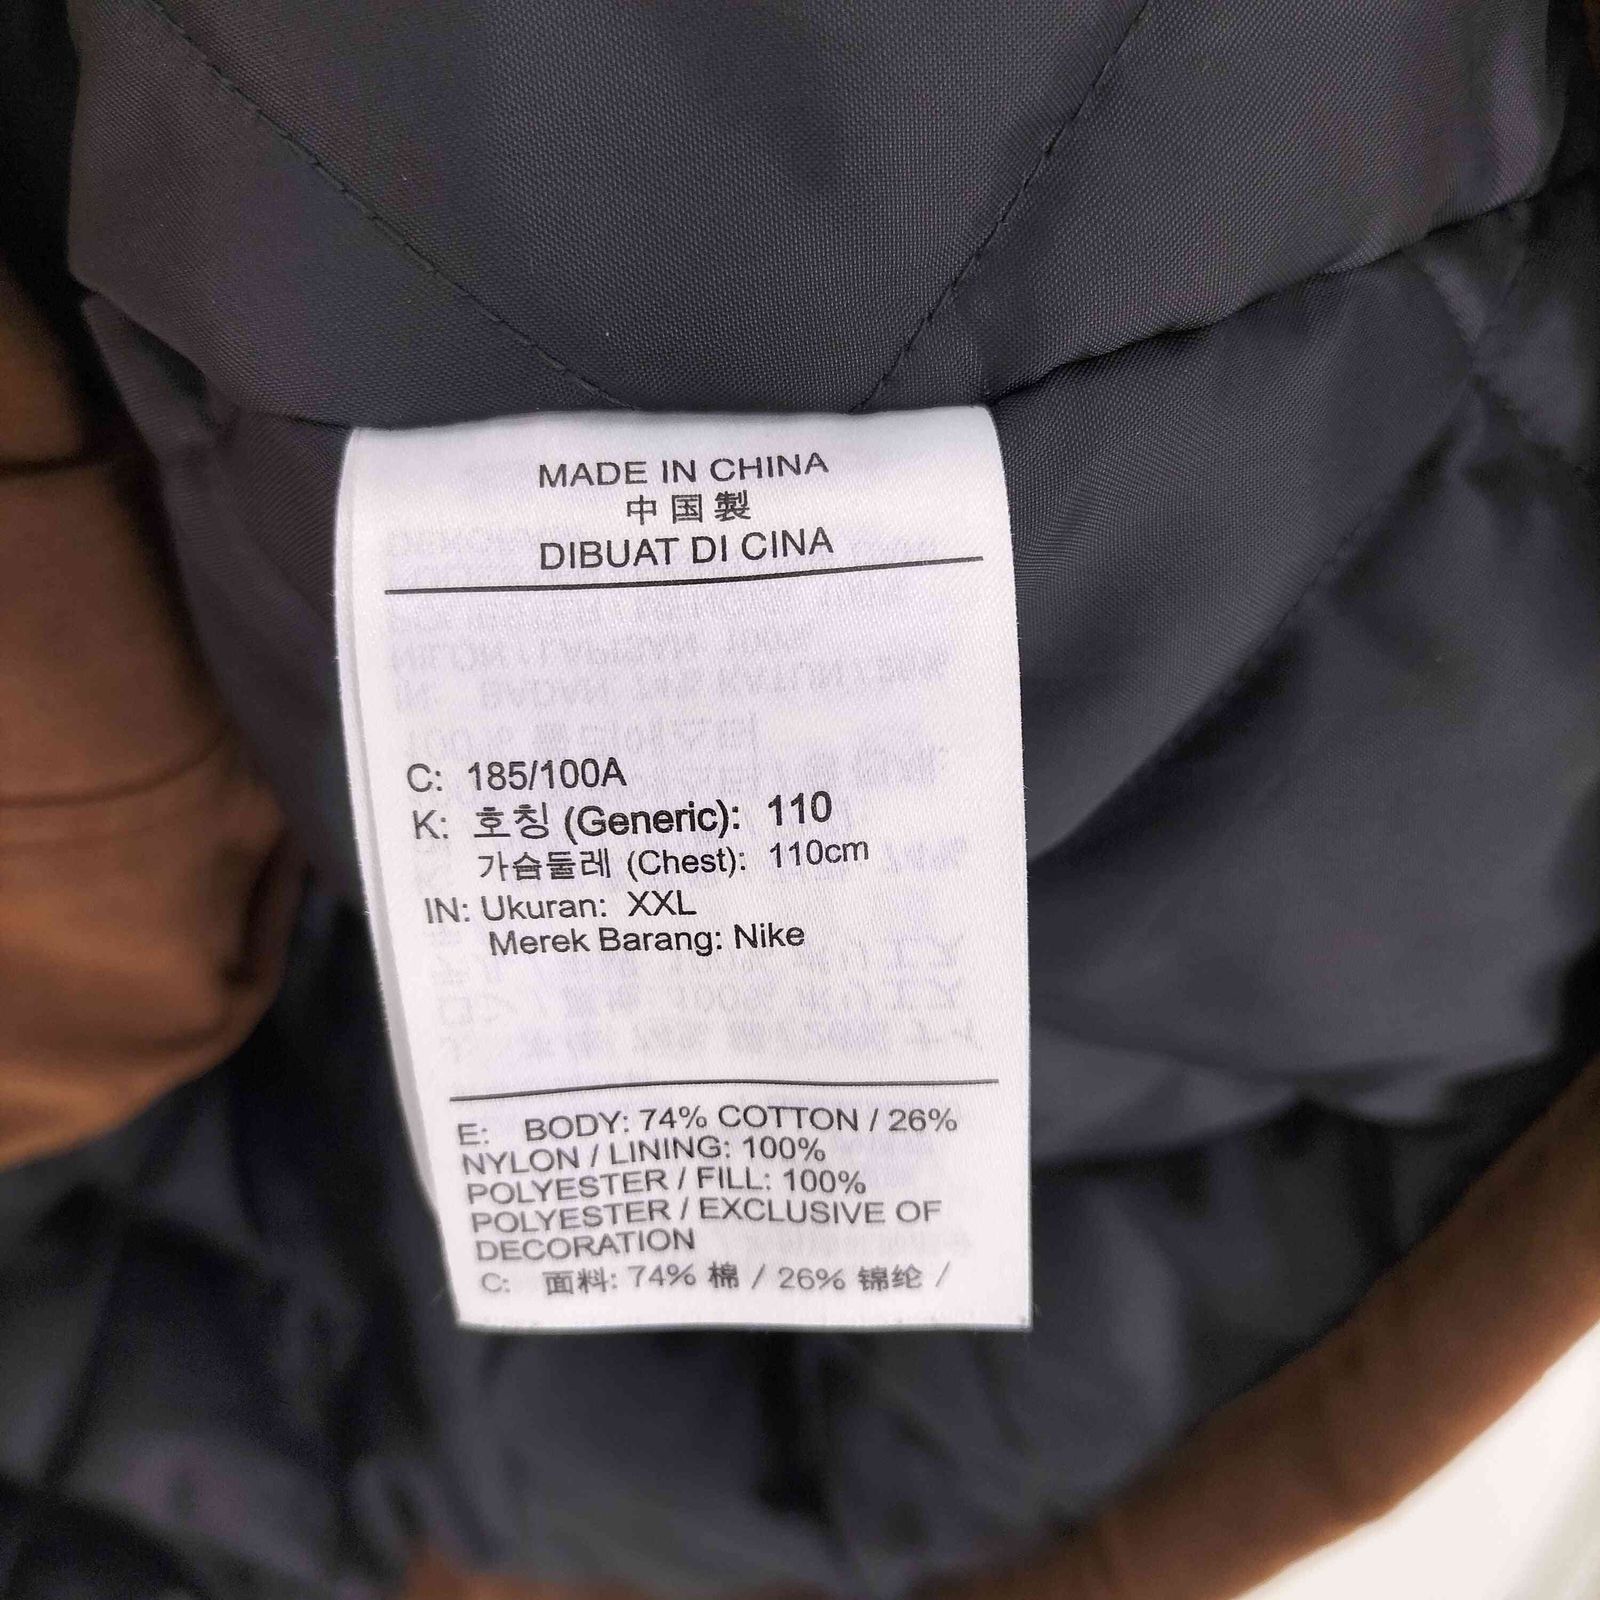 MADE IN CHINA
中国製
DIBUAT DI CINA
C: 185/100A
K: 호칭 (Generic): 110
가슴둘레 (Chest): 110cm
IN: Ukuran: XXL
Merek Barang: Nike
E: BODY: 74% COTTON / 26%
NYLON / LINING: 100%
POLYESTER / FILL: 100%
POLYESTER / EXCLUSIVE OF
DECORATION
C: 面料: 74% 棉 / 26% 锦纶 /